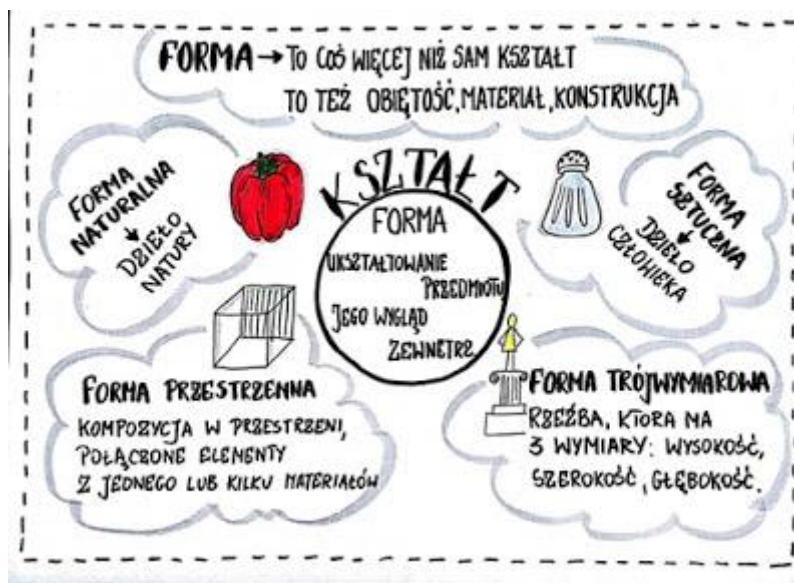 FORMA → TO COŚ WIĘCEJ NIŻ SAM KSZTAŁT
TO TEŻ OBIĘTOŚĆ, MATERIAŁ, KONSTRUKCJA
FORMA
NATURALNA
↓
DZIEŁO
NATURY
KSZTAŁT
FORMA
UKSZTAŁTOWANIE
PRZEDMIOTU
JEGO WYGLĄD
ZEWNĘTRZ.
FORMA
SZTUCZNA
↓
DZIEŁO
CZŁOWIEKA
FORMA PRZESTRZENNA
KOMPOZYCJA W PRZESTRZENI,
POŁĄCZONE ELEMENTY
Z JEDNEGO LUB KILKU MATERIAŁÓW
FORMA TRÓJWYMIAROWA
RZEŹBA, KTÓRA MA
3 WYMIARY: WYSOKOŚĆ,
SZEROKOŚĆ, GŁĘBOKOŚĆ.